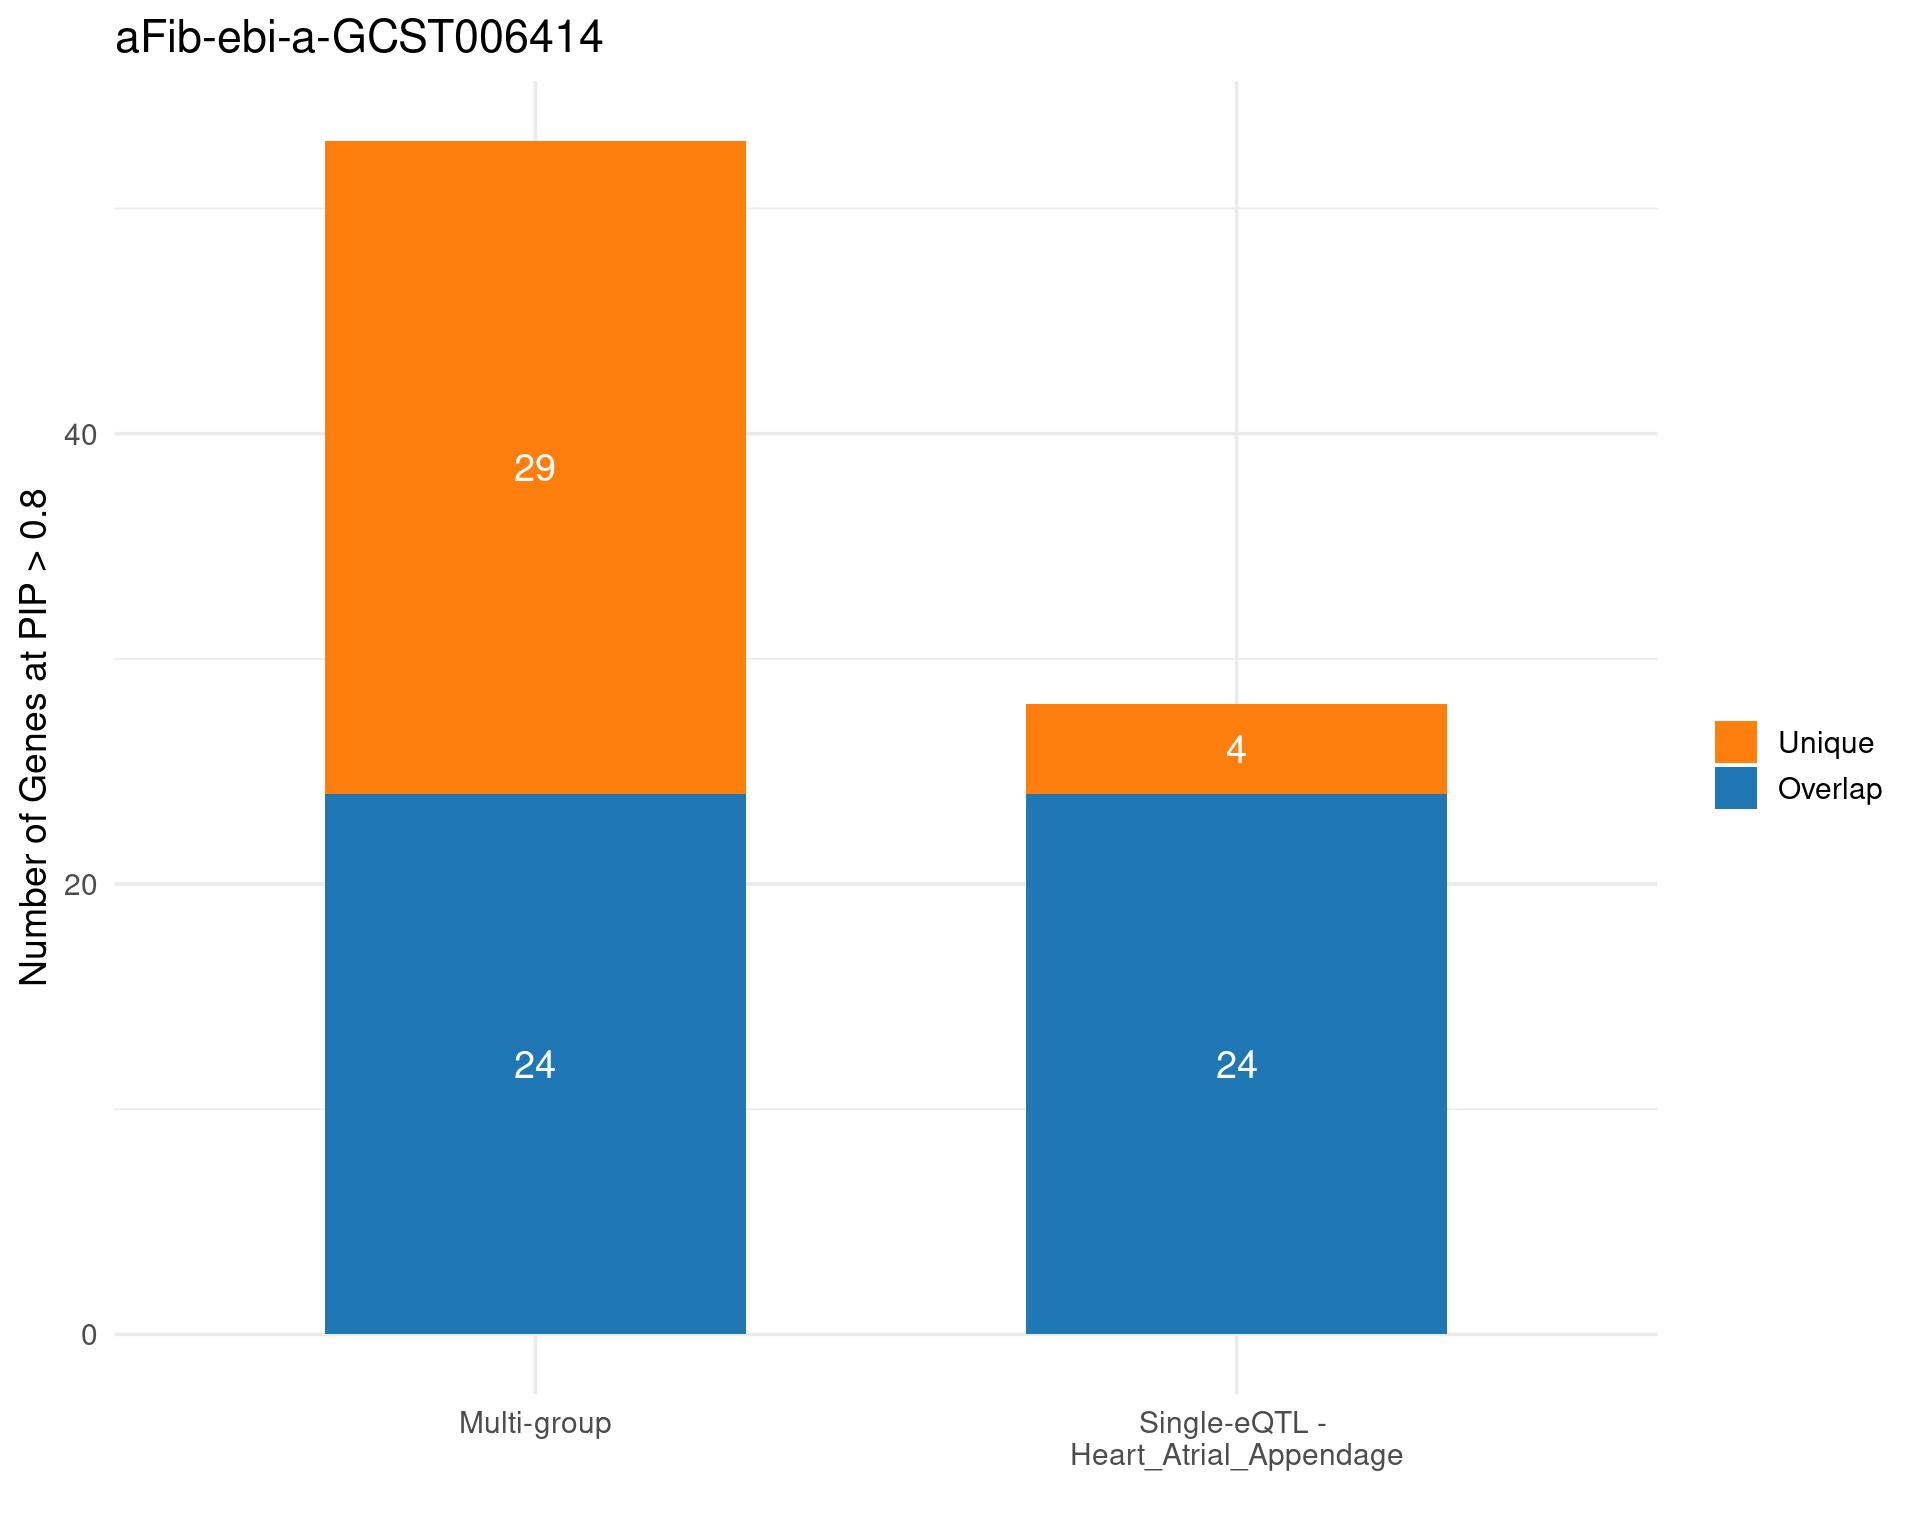 aFib-ebi-a-GCST006414
Number of Genes at PIP > 0.8
40
20
0
29
24
4
24
Multi-group
Single-eQTL -
Heart_Atrial_Appendage
Unique
Overlap